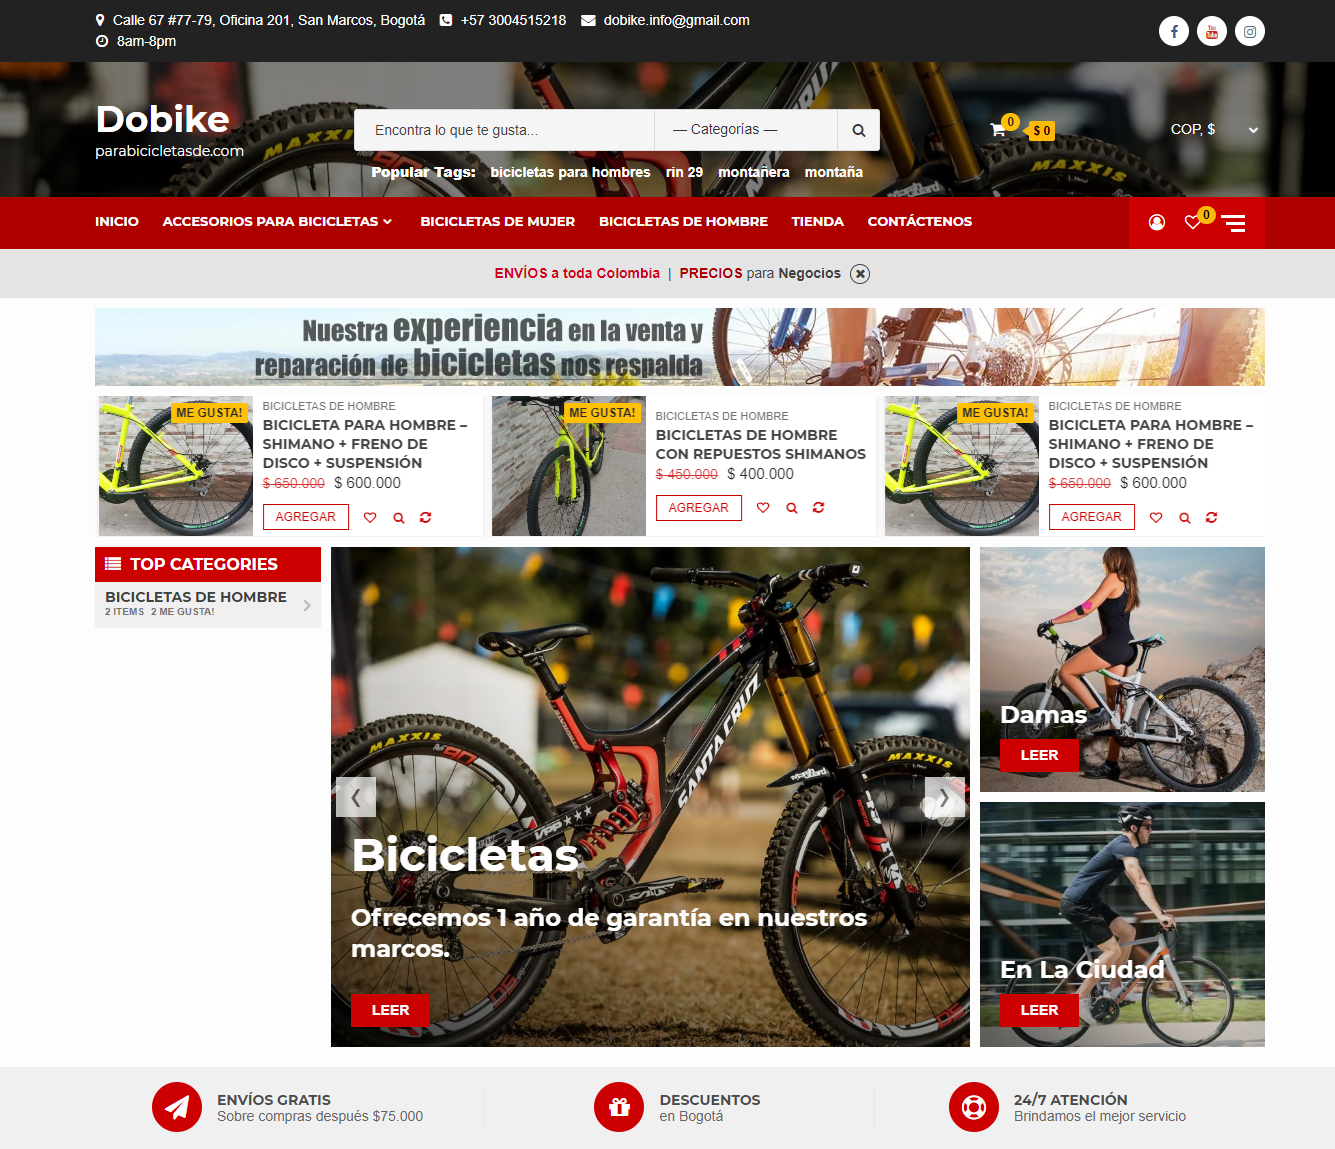 Calle 67 #77-79, Oficina 201, San Marcos, Bogotá +57 3004515218 dobike.info@gmail.com
8am-8pm
Dobike
parabicicletasde.com
Encontra lo que te gusta... — Categorías —
0
$ 0
COP, $
Popular Tags: bicicletas para hombres rin 29 montañera montaña
MAXXIS
INICIO ACCESORIOS PARA BICICLETAS BICICLETAS DE MUJER BICICLETAS DE HOMBRE TIENDA CONTÁCTENOS
0
ENVÍOS a toda Colombia | PRECIOS para Negocios
Nuestra experiencia en la venta y
reparación de bicicletas nos respalda
ME GUSTA!
BICICLETAS DE HOMBRE
BICICLETA PARA HOMBRE –
SHIMANO + FRENO DE
DISCO + SUSPENSIÓN
$ 650.000 $ 600.000
AGREGAR
ME GUSTA!
BICICLETAS DE HOMBRE
BICICLETAS DE HOMBRE
CON REPUESTOS SHIMANOS
$ 450.000 $ 400.000
AGREGAR
ME GUSTA!
BICICLETAS DE HOMBRE
BICICLETA PARA HOMBRE –
SHIMANO + FRENO DE
DISCO + SUSPENSIÓN
$ 650.000 $ 600.000
AGREGAR
TOP CATEGORIES
BICICLETAS DE HOMBRE
2 ITEMS 2 ME GUSTA!
MAXXIS
SANTA CRUZ
MAXXIS
VPP
Bicicletas
Ofrecemos 1 año de garantía en nuestros
marcos.
LEER
Damas
LEER
En La Ciudad
LEER
ENVÍOS GRATIS
Sobre compras después $75.000
DESCUENTOS
en Bogotá
24/7 ATENCIÓN
Brindamos el mejor servicio